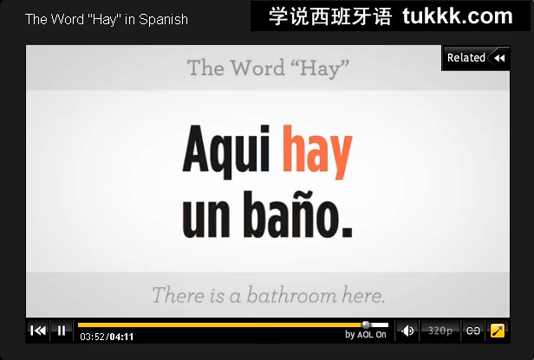 The Word "Hay" in Spanish
学说西班牙语 tukkk.com
The Word “Hay”
Related
Aqui hay
un baño.
There is a bathroom here.
03:52/04:11
by AOL On
320p